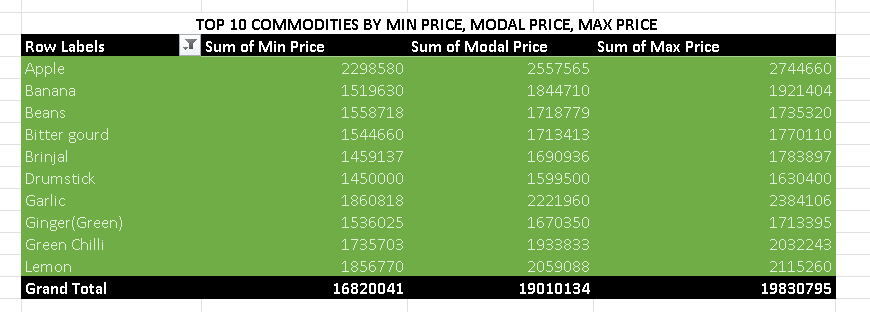 TOP 10 COMMODITIES BY MIN PRICE, MODAL PRICE, MAX PRICE
Row Labels Sum of Min Price Sum of Modal Price Sum of Max Price
Apple 2298580 2557565 2744660
Banana 1519630 1844710 1921404
Beans 1558718 1718779 1735320
Bitter gourd 1544660 1713413 1770110
Brinjal 1459137 1690936 1783897
Drumstick 1450000 1599500 1630400
Garlic 1860818 2221960 2384106
Ginger(Green) 1536025 1670350 1713395
Green Chilli 1735703 1933833 2032243
Lemon 1856770 2059088 2115260
Grand Total 16820041 19010134 19830795